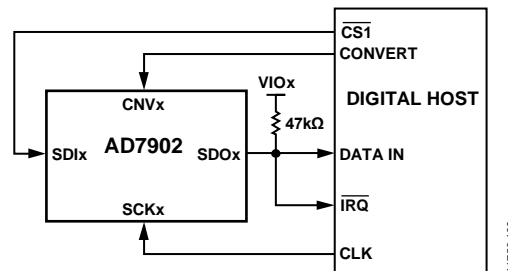 CS1
CONVERT
VIOx
CNVx
47kΩ
DIGITAL HOST
AD7902
SDIx
SDOx
DATA IN
SCKx
IRQ
CLK